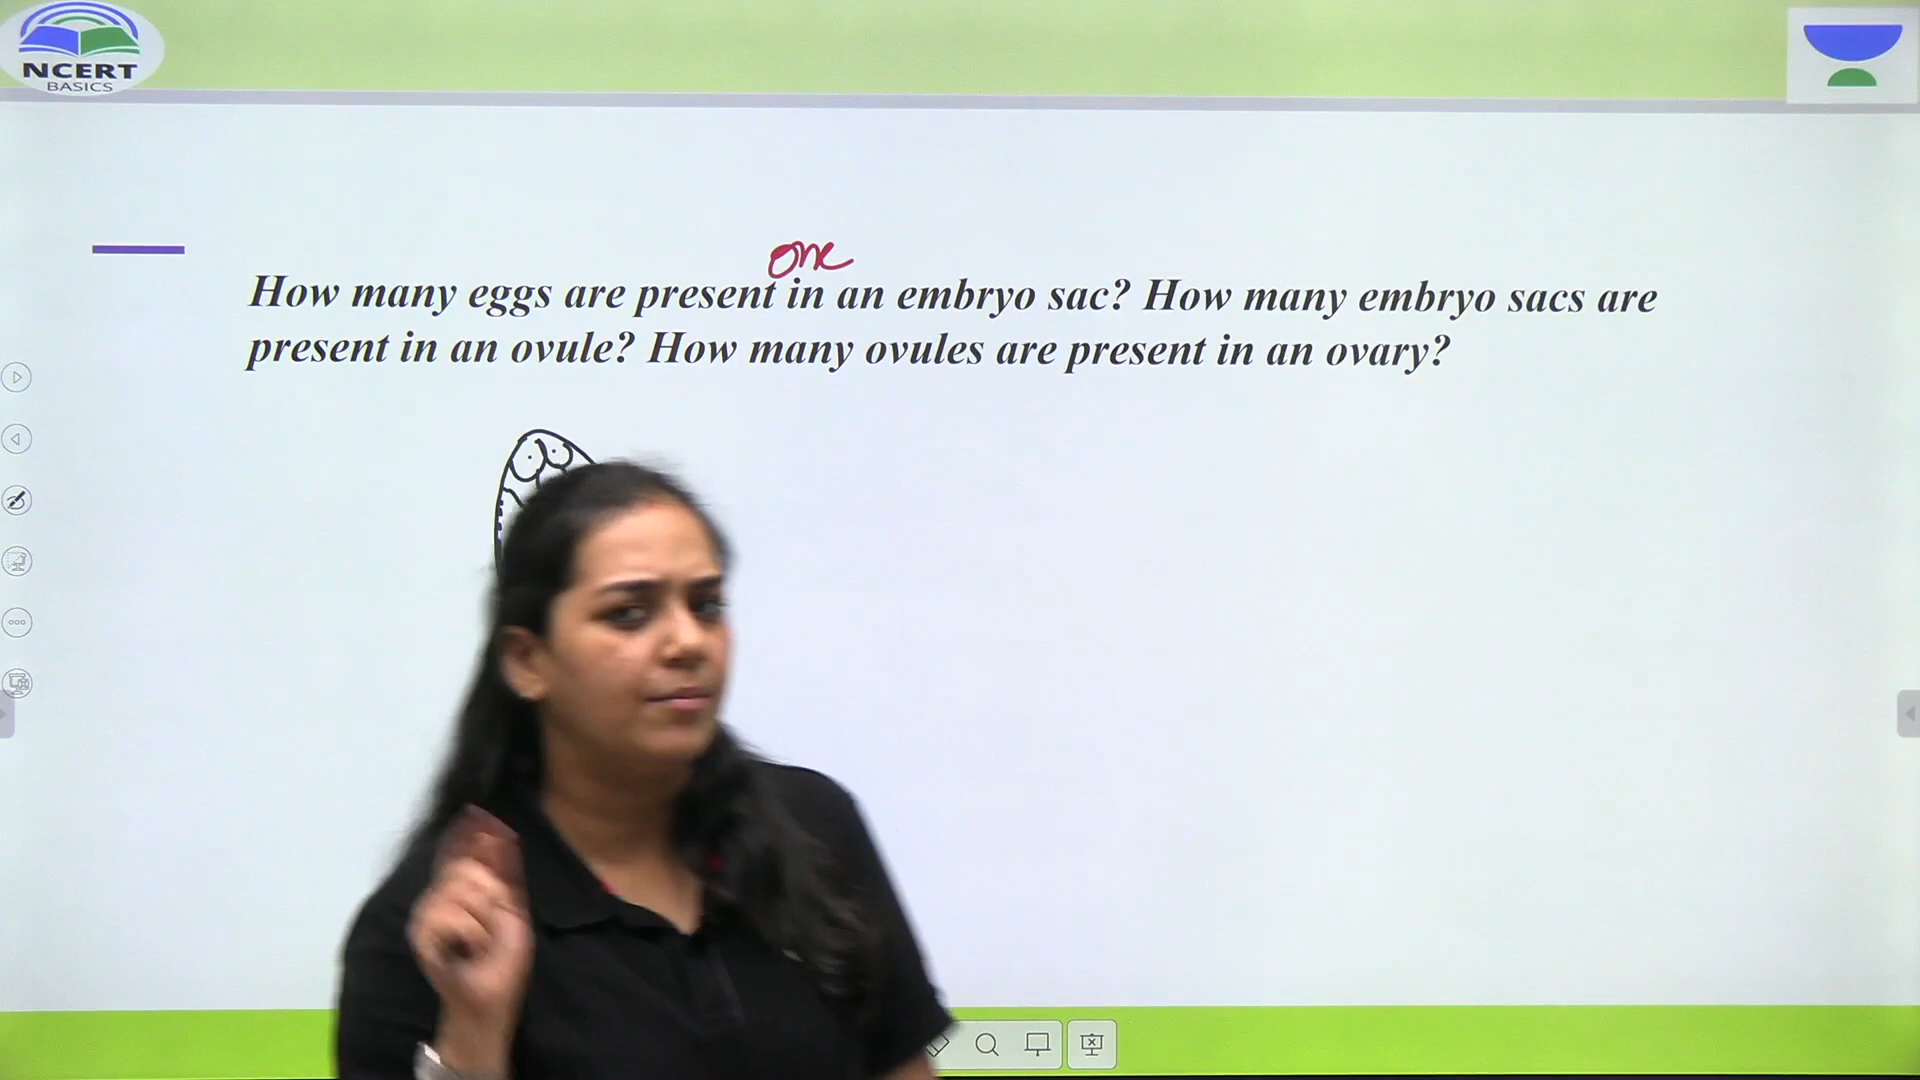 NCERT
BASICS
one
How many eggs are present in an embryo sac? How many embryo sacs are
present in an ovule? How many ovules are present in an ovary?